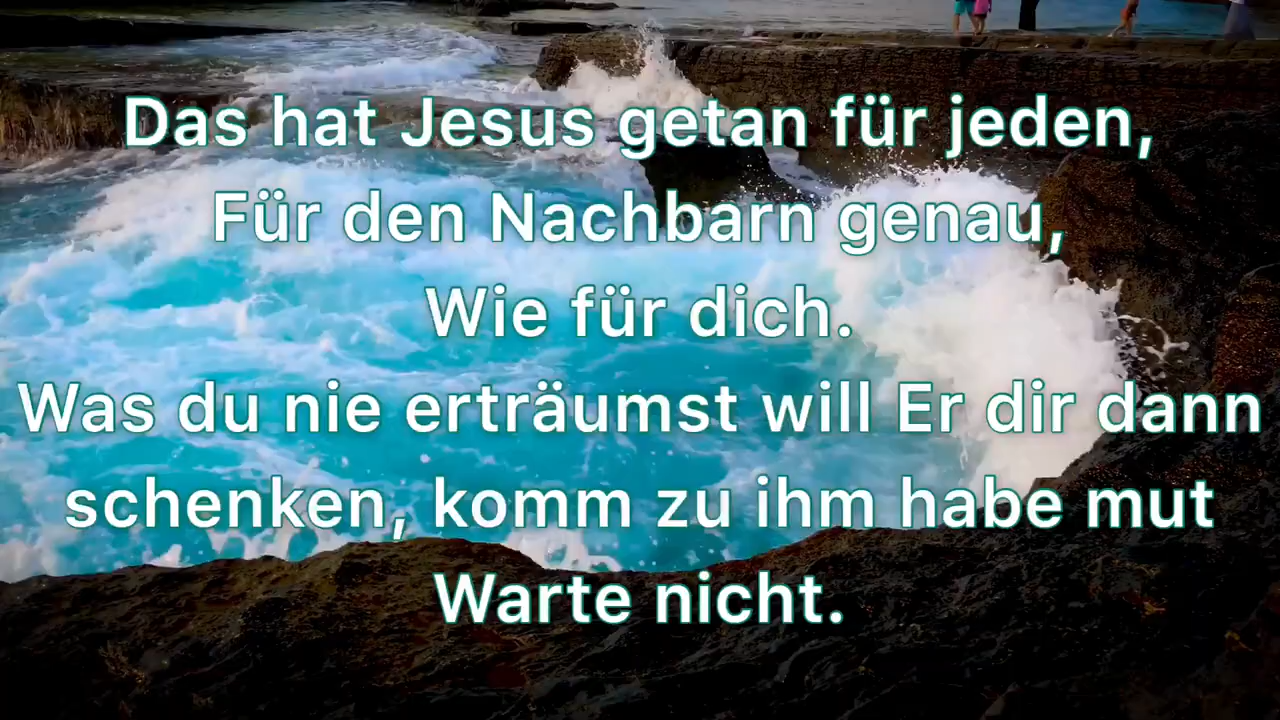 Das hat Jesus getan für jeden,
Für den Nachbarn genau,
Wie für dich.
Was du nie erträumst will Er dir dann
schenken, komm zu ihm habe mut
Warte nicht.